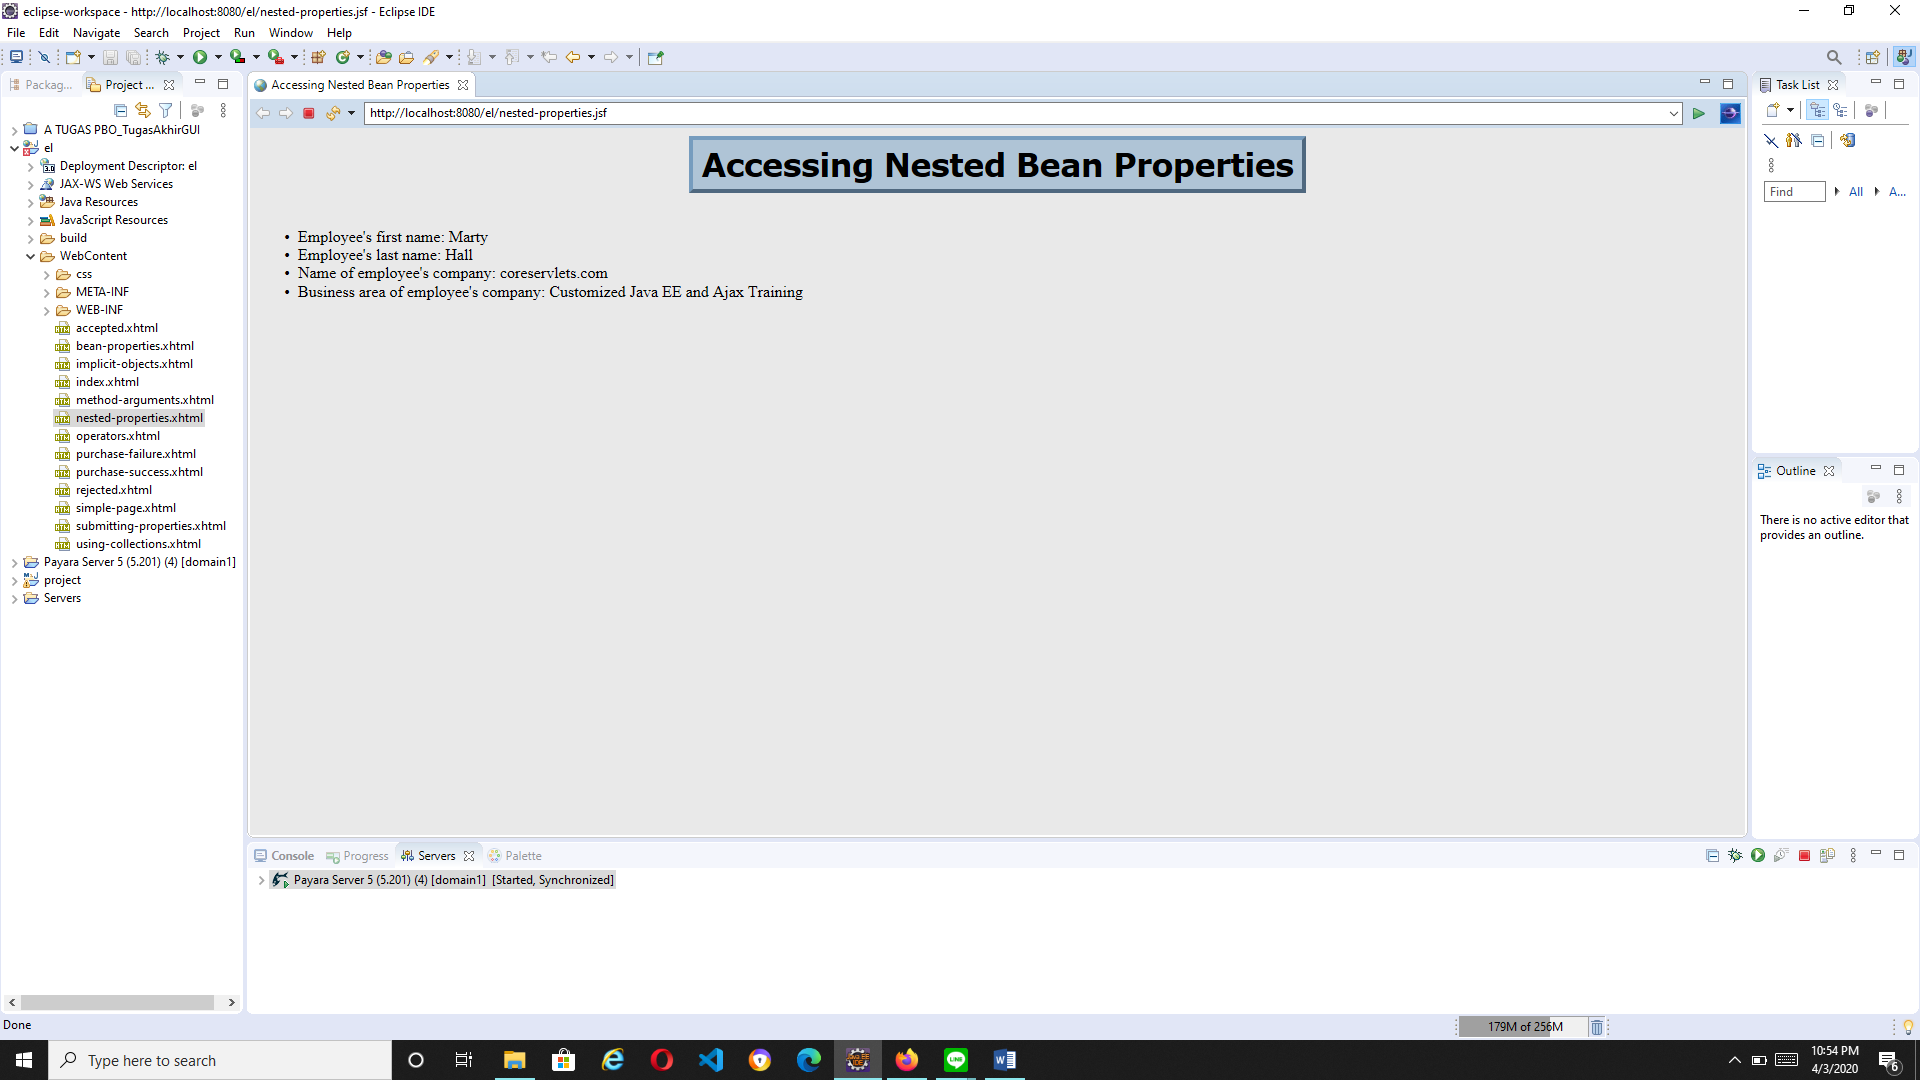 eclipse-workspace - http://localhost:8080/el/nested-properties.jsf - Eclipse IDE
File Edit Navigate Search Project Run Window Help
Packag...
Project ...
A TUGAS PBO_TugasAkhirGUI
el
Deployment Descriptor: el
JAX-WS Web Services
Java Resources
JavaScript Resources
build
WebContent
css
META-INF
WEB-INF
accepted.xhtml
bean-properties.xhtml
implicit-objects.xhtml
index.xhtml
method-arguments.xhtml
nested-properties.xhtml
operators.xhtml
purchase-failure.xhtml
purchase-success.xhtml
rejected.xhtml
simple-page.xhtml
submitting-properties.xhtml
using-collections.xhtml
Payara Server 5 (5.201) (4) [domain1]
project
Servers
Accessing Nested Bean Properties
http://localhost:8080/el/nested-properties.jsf
Accessing Nested Bean Properties
• Employee's first name: Marty
• Employee's last name: Hall
• Name of employee's company: coreservlets.com
• Business area of employee's company: Customized Java EE and Ajax Training
Task List
Find All A...
Outline
There is no active editor that
provides an outline.
Console Progress Servers Palette
Payara Server 5 (5.201) (4) [domain1] [Started, Synchronized]
Done
179M of 256M
Type here to search
10:54 PM
4/3/2020
6